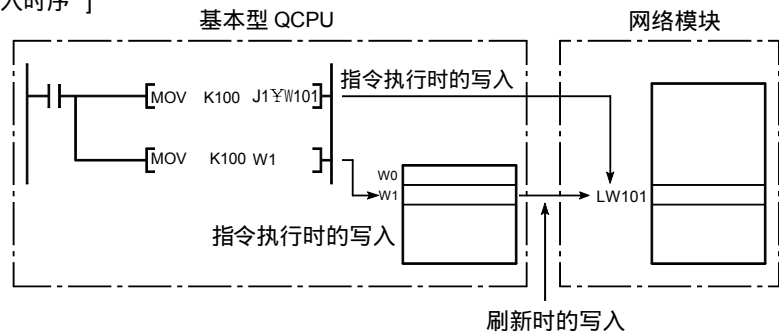 入时序 ]
基本型 QCPU
网络模块
指令执行时的写入
MOV K100 J1¥W101
MOV K100 W1
W0
W1
LW101
指令执行时的写入
刷新时的写入